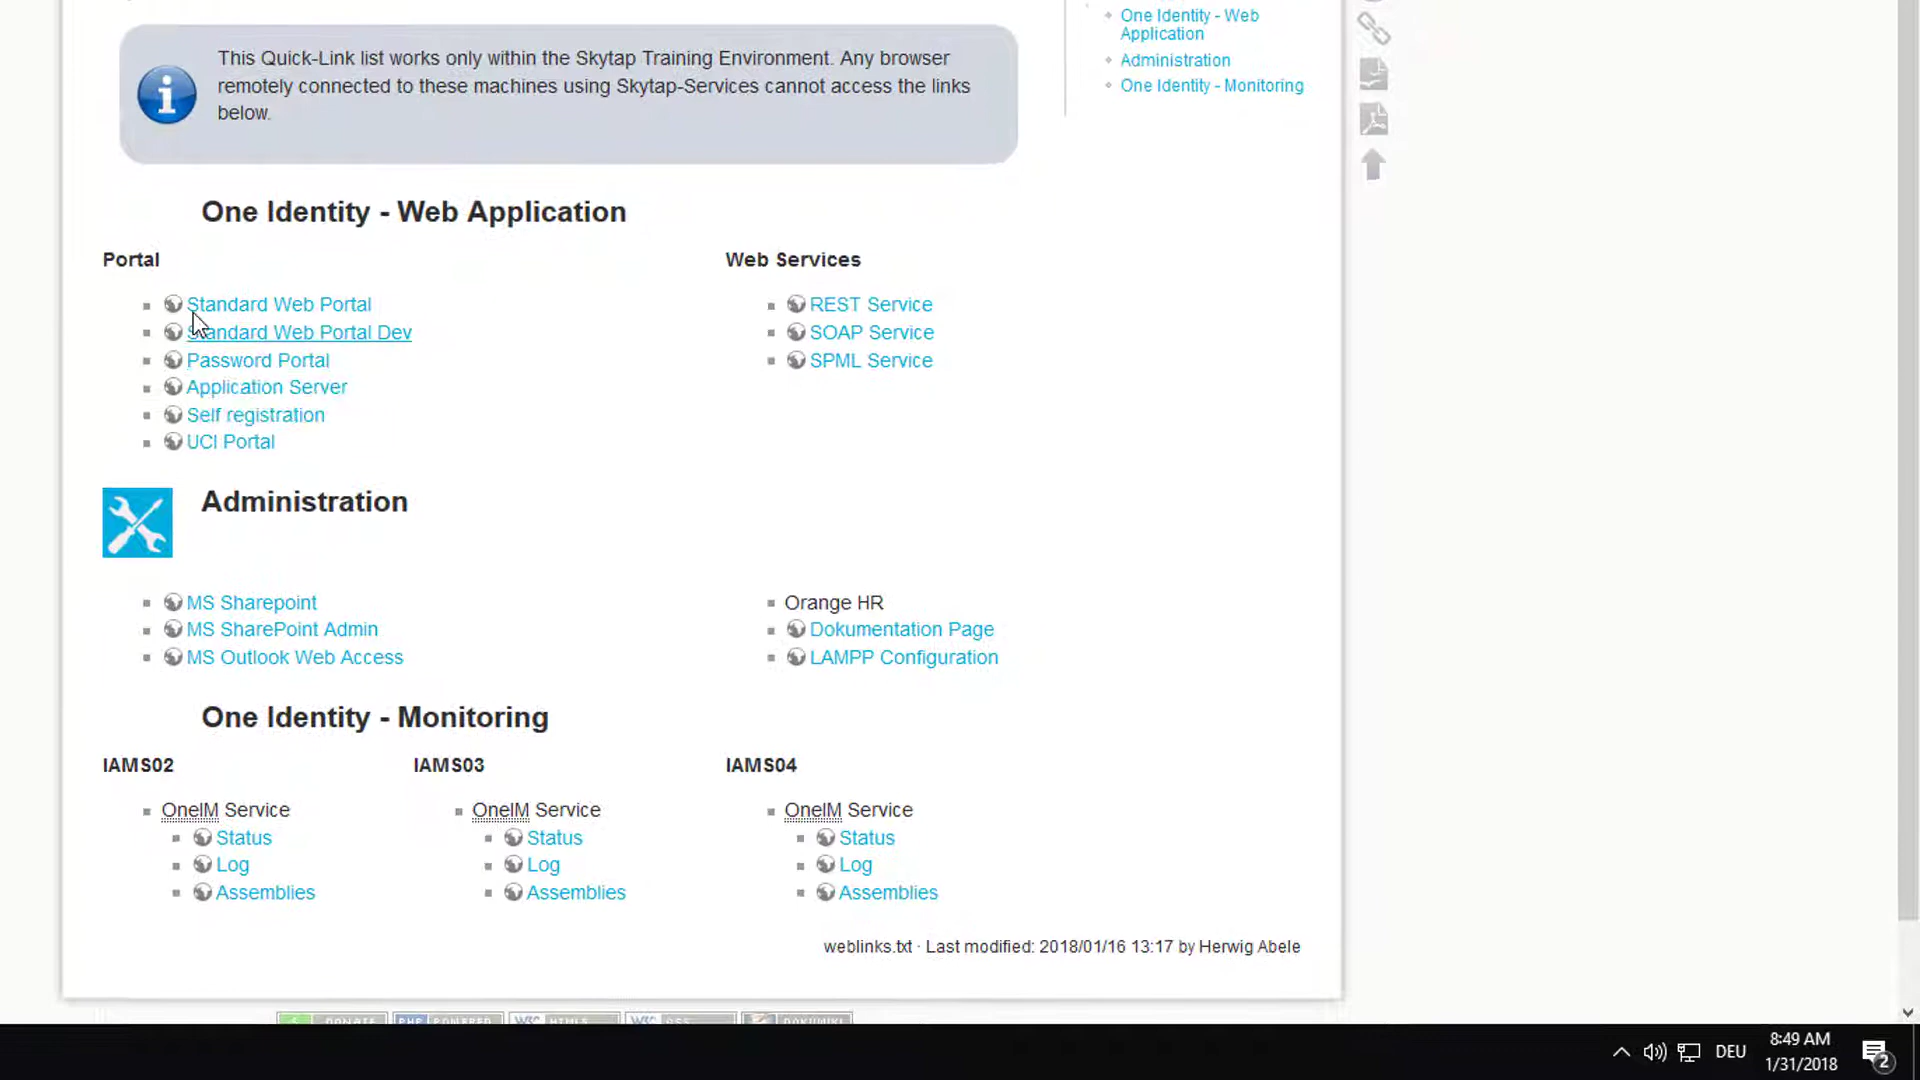 One Identity - Web
Application
Administration
One Identity - Monitoring
This Quick-Link list works only within the Skytap Training Environment. Any browser
remotely connected to these machines using Skytap-Services cannot access the links
below.
One Identity - Web Application
Portal
Web Services
Standard Web Portal
Standard Web Portal Dev
Password Portal
Application Server
Self registration
UCI Portal
REST Service
SOAP Service
SPML Service
Administration
MS Sharepoint
MS SharePoint Admin
MS Outlook Web Access
Orange HR
Dokumentation Page
LAMPP Configuration
One Identity - Monitoring
IAMS02
OneIM Service
Status
Log
Assemblies
IAMS03
OneIM Service
Status
Log
Assemblies
IAMS04
OneIM Service
Status
Log
Assemblies
weblinks.txt · Last modified: 2018/01/16 13:17 by Herwig Abele
DEU
8:49 AM
1/31/2018
2